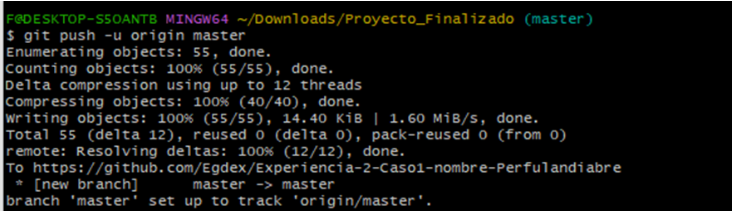 F@DESKTOP-S5OANTB MINGW64 ~/Downloads/Proyecto_Finalizado (master)
$ git push -u origin master
Enumerating objects: 55, done.
Counting objects: 100% (55/55), done.
Delta compression using up to 12 threads
Compressing objects: 100% (40/40), done.
Writing objects: 100% (55/55), 14.40 KiB | 1.60 MiB/s, done.
Total 55 (delta 12), reused 0 (delta 0), pack-reused 0 (from 0)
remote: Resolving deltas: 100% (12/12), done.
To https://github.com/Egdex/Experiencia-2-Caso1-nombre-Perfulandiabre
 * [new branch]      master -> master
branch 'master' set up to track 'origin/master'.